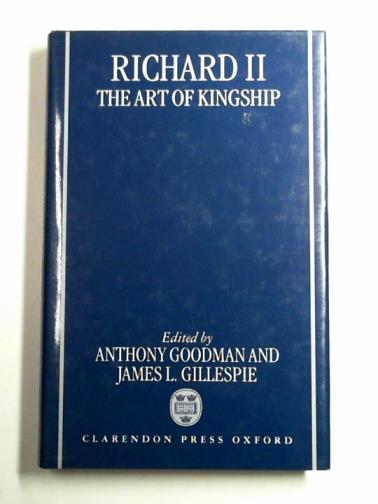 RICHARD II
THE ART OF KINGSHIP
Edited by
ANTHONY GOODMAN AND
JAMES L. GILLESPIE
CLARENDON PRESS OXFORD